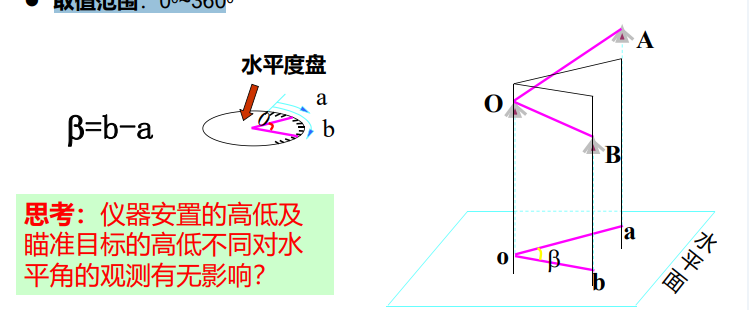 ● 取值范围：0°~360°
水平度盘
β=b-a
0
a
b
思考：仪器安置的高低及
瞄准目标的高低不同对水
平角的观测有无影响？
A
O
B
a
o
β
b
水平面